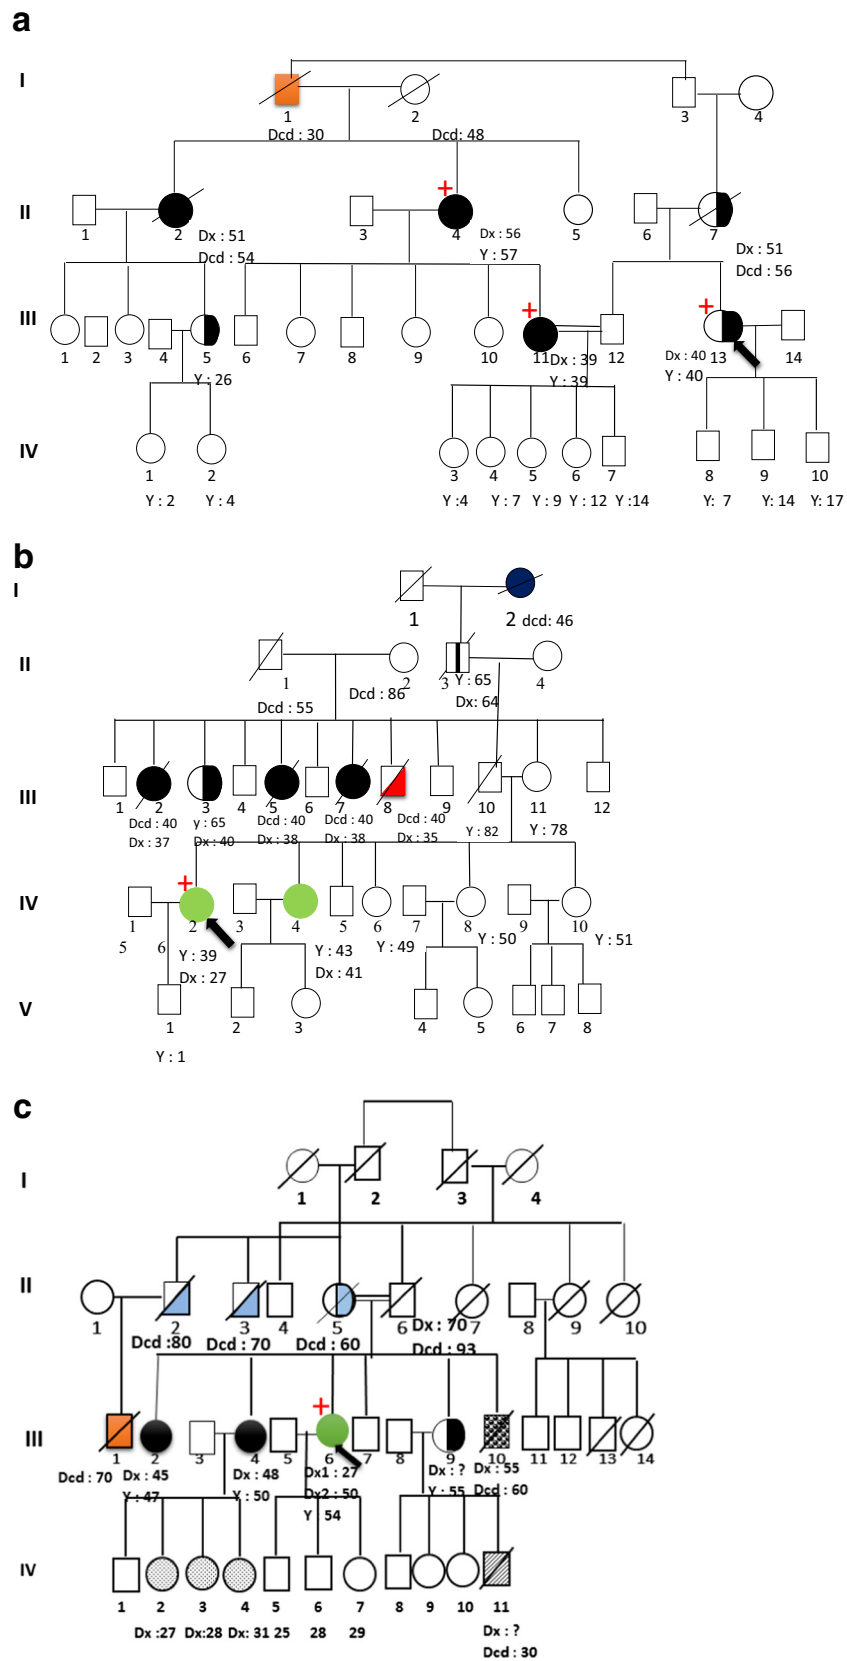 a
I
1
2
3
4
Dcd : 30
Dcd: 48
+
II
1
2
3
4
5
6
7
Dx : 51
Dcd : 54
Dx : 56
Y : 57
Dx : 51
Dcd : 56
+
+
III
1
2
3
4
5
6
7
8
9
10
11
12
13
14
Y : 26
Dx : 39
Y : 39
Dx : 40
Y : 40
IV
1
2
3
4
5
6
7
8
9
10
Y : 2
Y : 4
Y :4
Y : 7
Y : 9
Y : 12
Y :14
Y: 7
Y : 14
Y : 17
b
I
1
2
dcd: 46
II
1
2
3
4
Dcd : 55
Dcd : 86
Y : 65
Dx: 64
III
1
2
3
4
5
6
7
8
9
10
11
12
Dcd : 40
Dx : 37
y : 65
Dx : 40
Dcd : 40
Dx : 38
Dcd : 40
Dx : 38
Dcd : 40
Dx : 35
Y : 82
Y : 78
+
IV
1
2
3
4
5
6
7
8
9
10
5
6
Y : 39
Dx : 27
Y : 43
Dx : 41
Y : 49
Y : 50
Y : 51
V
1
2
3
4
5
6
7
8
Y : 1
c
I
1
2
3
4
II
1
2
3
4
5
6
7
8
9
10
Dcd :80
Dcd : 70
Dcd : 60
Dx : 70
Dcd : 93
+
III
1
2
3
4
5
6
7
8
9
10
11
12
13
14
Dcd : 70
Dx : 45
Y : 47
Dx : 48
Y : 50
Dx1 : 27
Dx2 : 50
Y : 54
Dx : ?
Y : 55
Dx : 55
Dcd : 60
IV
1
2
3
4
5
6
7
8
9
10
11
Dx :27
Dx:28
Dx: 31
25
28
29
Dx : ?
Dcd : 30